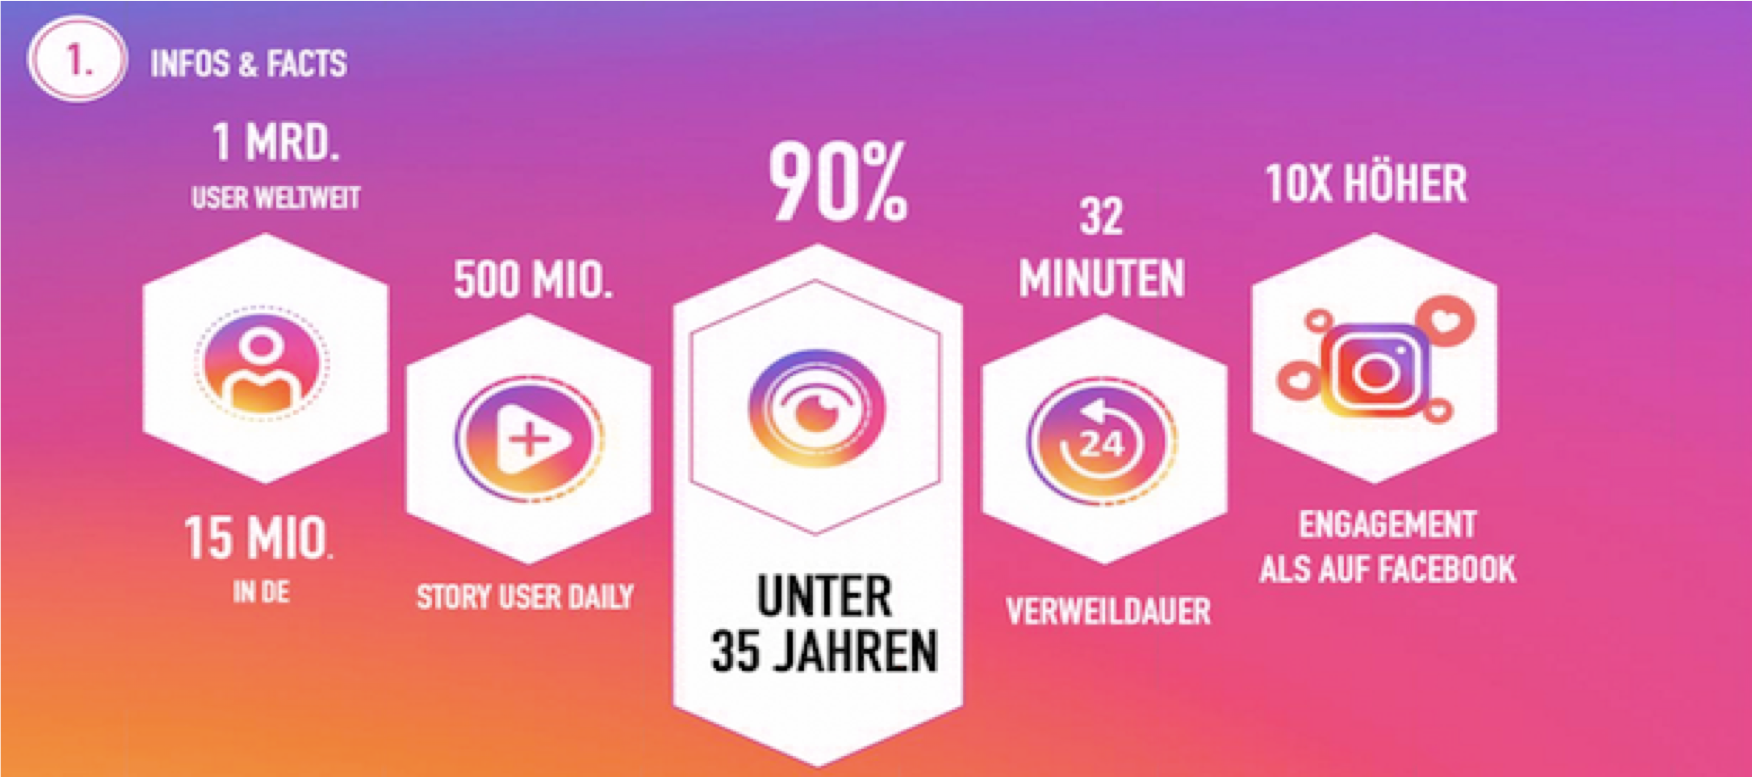 1.
INFOS & FACTS
1 MRD.
USER WELTWEIT
15 MIO.
IN DE
500 MIO.
STORY USER DAILY
90%
UNTER
35 JAHREN
32
MINUTEN
24
VERWEILDAUER
10X HÖHER
ENGAGEMENT
ALS AUF FACEBOOK